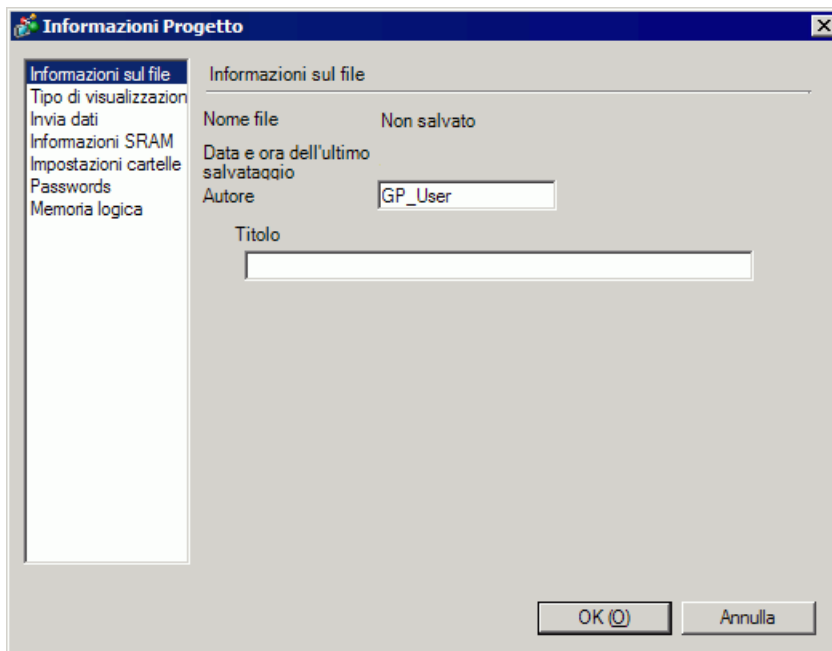 Informazioni Progetto
Informazioni sul file
Tipo di visualizzazion
Invia dati
Informazioni SRAM
Impostazioni cartelle
Passwords
Memoria logica
Informazioni sul file
Nome file Non salvato
Data e ora dell'ultimo
salvataggio
Autore GP_User
Titolo
OK (O) Annulla